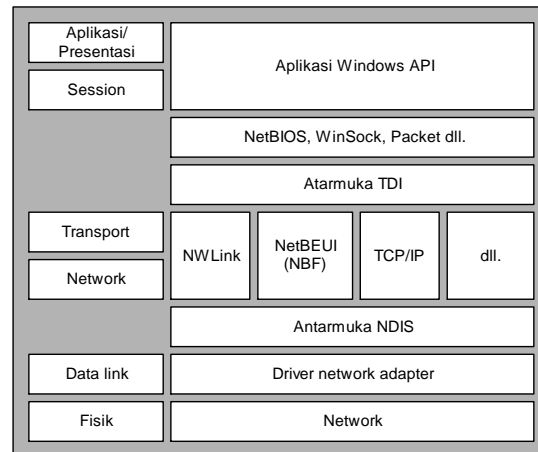 Aplikasi/
Presentasi
Aplikasi Windows API
Session
NetBIOS, WinSock, Packet dll.
Atarmuka TDI
Transport
NWLink
NetBEUI
(NBF)
TCP/IP
dll.
Network
Antarmuka NDIS
Data link
Driver network adapter
Fisik
Network